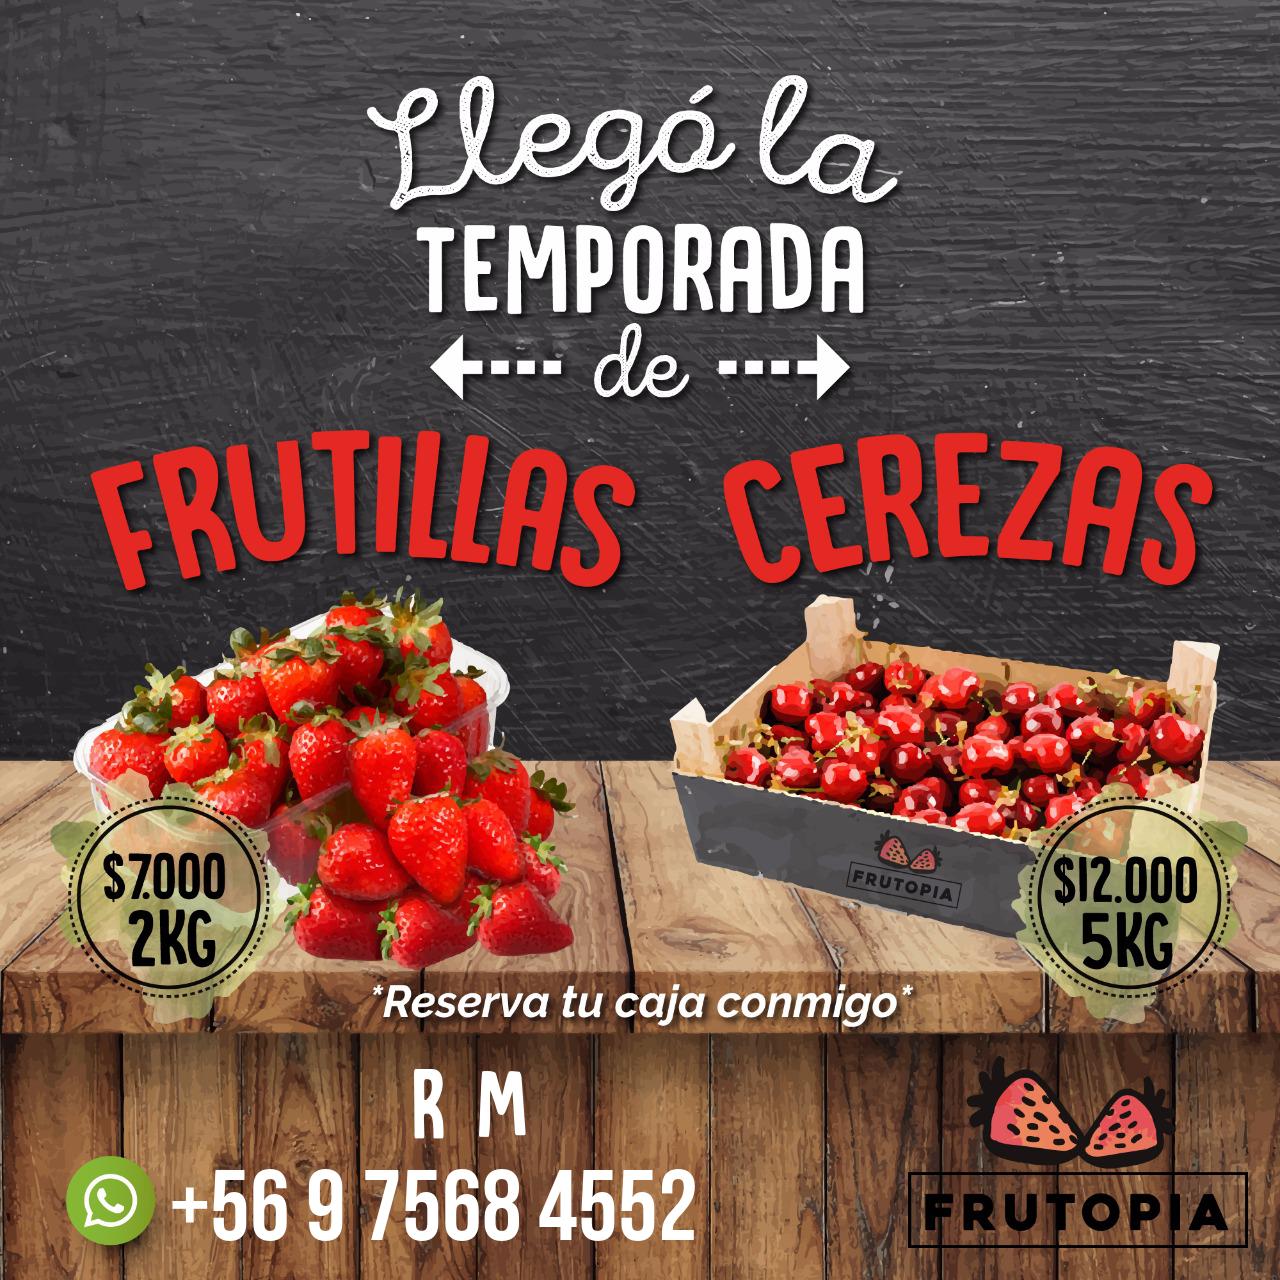 Llegó la
TEMPORADA
de
FRUTILLAS CEREZAS
FRUTOPIA
$7.000
2KG
$12.000
5KG
*Reserva tu caja conmigo*
R M
+56 9 7568 4552
FRUTOPIA